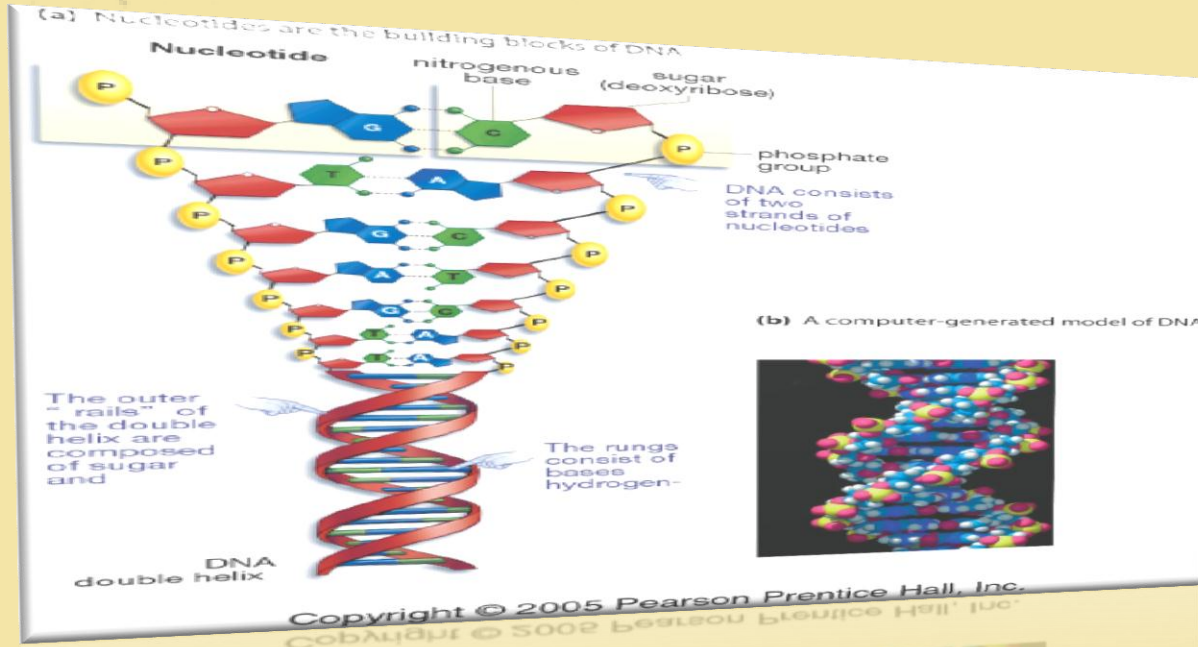 (a) Nucleotides are the building blocks of DNA
Nucleotide
nitrogenous
base
sugar
(deoxyribose)
P
G
C
P
phosphate
group
P
T
A
DNA consists
of two
strands of
nucleotides
P
G
C
P
P
A
T
P
P
G
C
P
P
T
A
P
P
T
A
P
P
(b) A computer-generated model of DNA
The outer
"rails" of
the double
helix are
composed
of sugar
and
The rungs
consist of
bases
hydrogen-
DNA
double helix
Copyright © 2005 Pearson Prentice Hall, Inc.